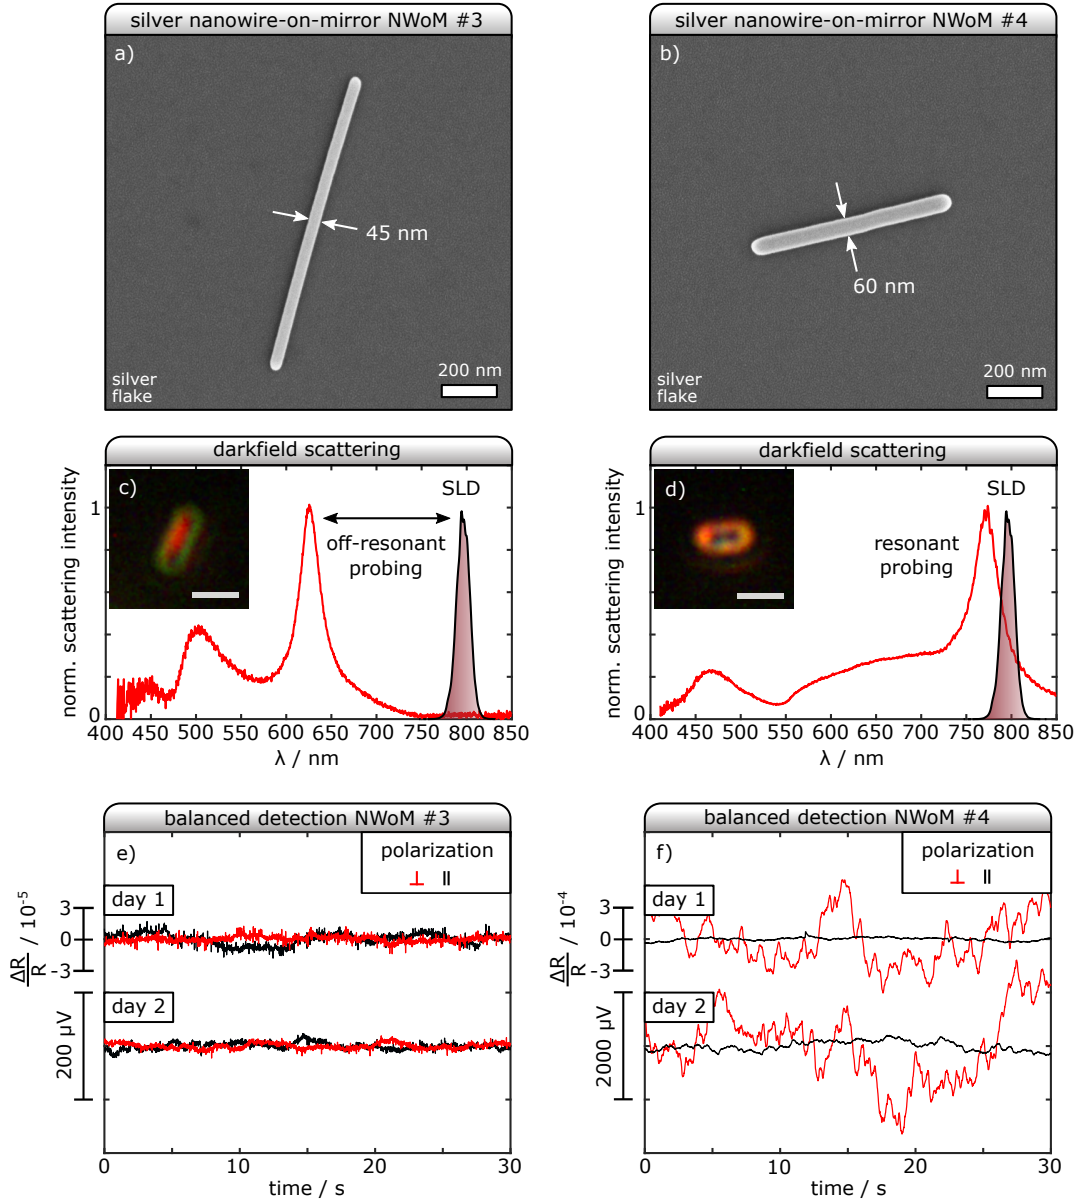 silver nanowire-on-mirror NWoM #3
a)
45 nm
silver
flake
200 nm
silver nanowire-on-mirror NWoM #4
b)
60 nm
silver
flake
200 nm
darkfield scattering
c)
SLD
off-resonant
probing
norm. scattering intensity
1
0
400 450 500 550 600 650 700 750 800 850
λ / nm
darkfield scattering
d)
SLD
resonant
probing
norm. scattering intensity
1
0
400 450 500 550 600 650 700 750 800 850
λ / nm
balanced detection NWoM #3
e)
polarization
⊥ ∥
day 1
3
0
-3
ΔR/R / 10⁻⁵
day 2
200 µV
0 10 20 30
time / s
balanced detection NWoM #4
f)
polarization
⊥ ∥
day 1
3
0
-3
ΔR/R / 10⁻⁴
day 2
2000 µV
0 5 10 15 20 25 30
time / s